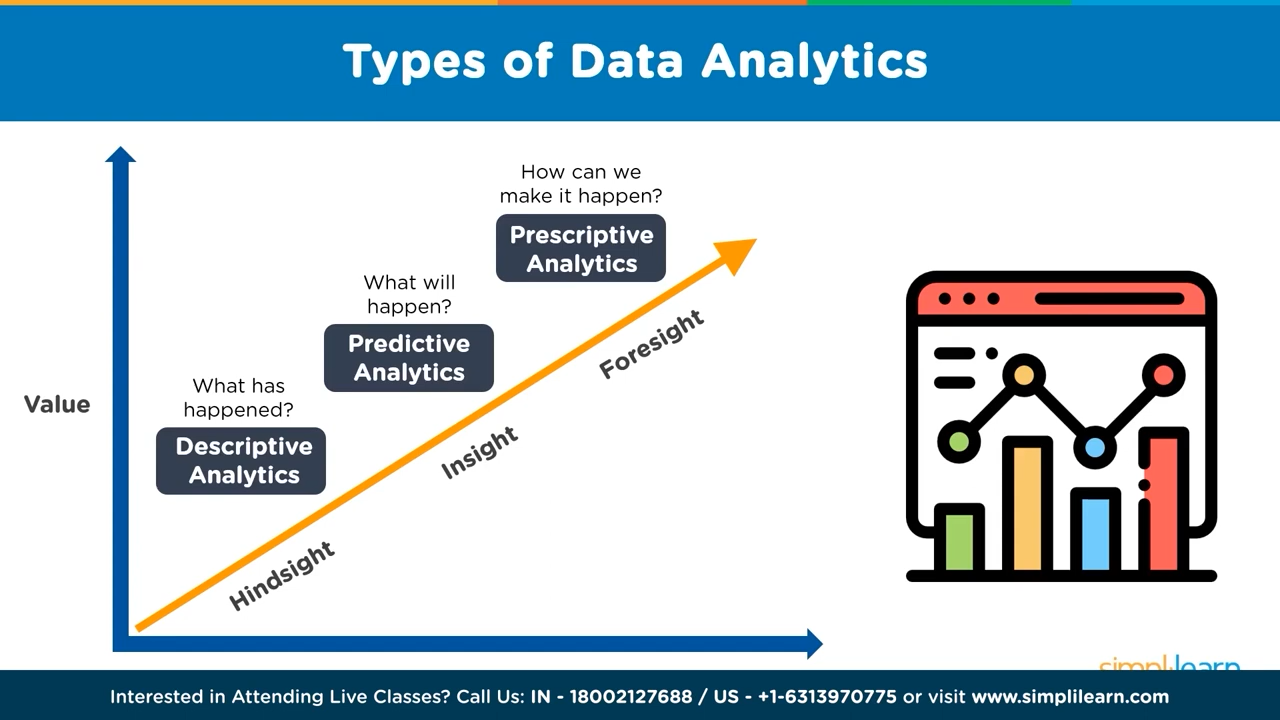 Types of Data Analytics
How can we
make it happen?
Prescriptive
Analytics
What will
happen?
Predictive
Analytics
What has
happened?
Descriptive
Analytics
Value
Foresight
Insight
Hindsight
simplilearn
Interested in Attending Live Classes? Call Us: IN - 18002127688 / US - +1-6313970775 or visit www.simplilearn.com